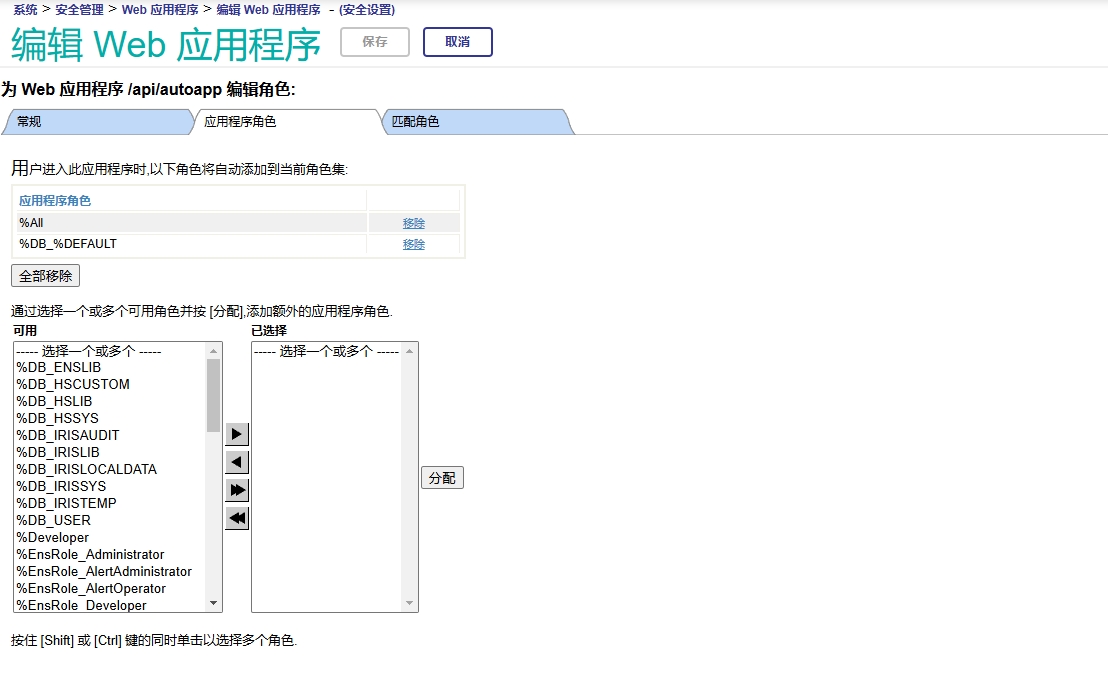 系统 > 安全管理 > Web 应用程序 > 编辑 Web 应用程序 - (安全设置)
编辑 Web 应用程序 保存 取消
为 Web 应用程序 /api/autoapp 编辑角色:
常规 应用程序角色 匹配角色
用户进入此应用程序时,以下角色将自动添加到当前角色集:
应用程序角色
%All 移除
%DB_%DEFAULT 移除
全部移除
通过选择一个或多个可用角色并按 [分配],添加额外的应用程序角色.
可用 已选择
----- 选择一个或多个 ----- ----- 选择一个或多个 -----
%DB_ENSLIB
%DB_HSCUSTOM
%DB_HSLIB
%DB_HSSYS
%DB_IRISAUDIT
%DB_IRISLIB
%DB_IRISLOCALDATA
分配
%DB_IRISSYS
%DB_IRISTEMP
%DB_USER
%Developer
%EnsRole_Administrator
%EnsRole_AlertAdministrator
%EnsRole_AlertOperator
%EnsRole_Developer
按住 [Shift] 或 [Ctrl] 键的同时单击以选择多个角色.